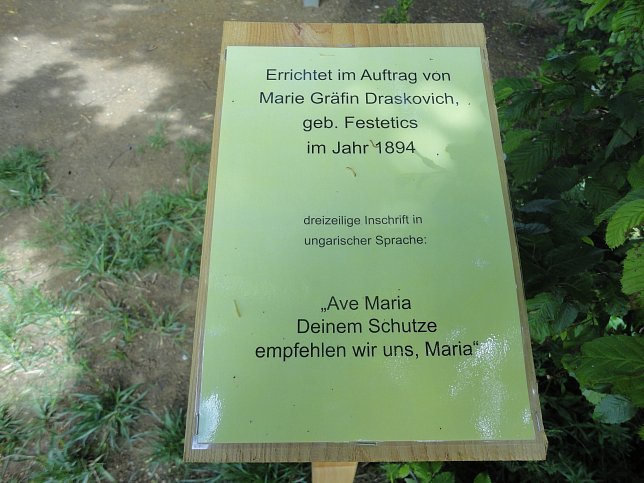 Errichtet im Auftrag von
Marie Gräfin Draskovich,
geb. Festetics
im Jahr 1894
dreizeilige Inschrift in
ungarischer Sprache:
„Ave Maria
Deinem Schutze
empfehlen wir uns, Maria“